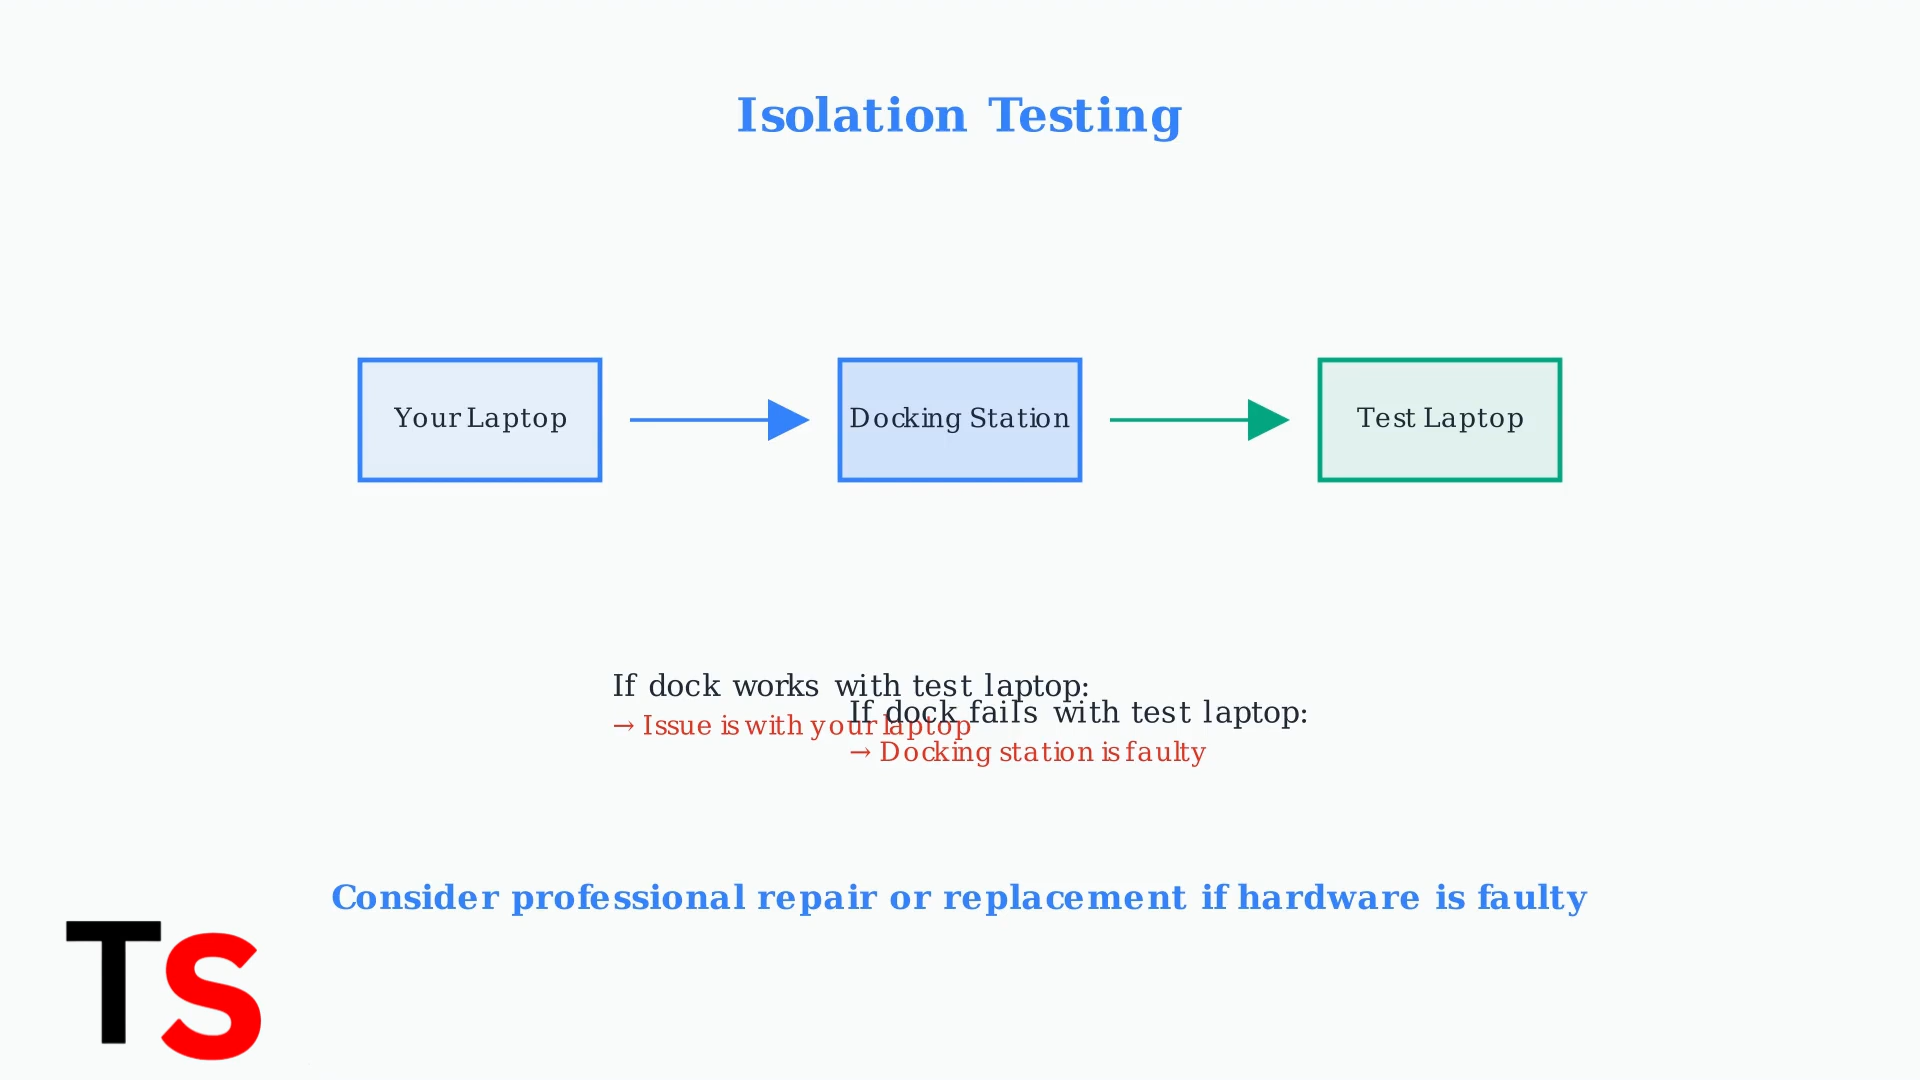 Isolation Testing
Your Laptop
Docking Station
Test Laptop
If dock works with test laptop:
→ Issue is with your laptop
If dock fails with test laptop:
→ Docking station is faulty
Consider professional repair or replacement if hardware is faulty
TS